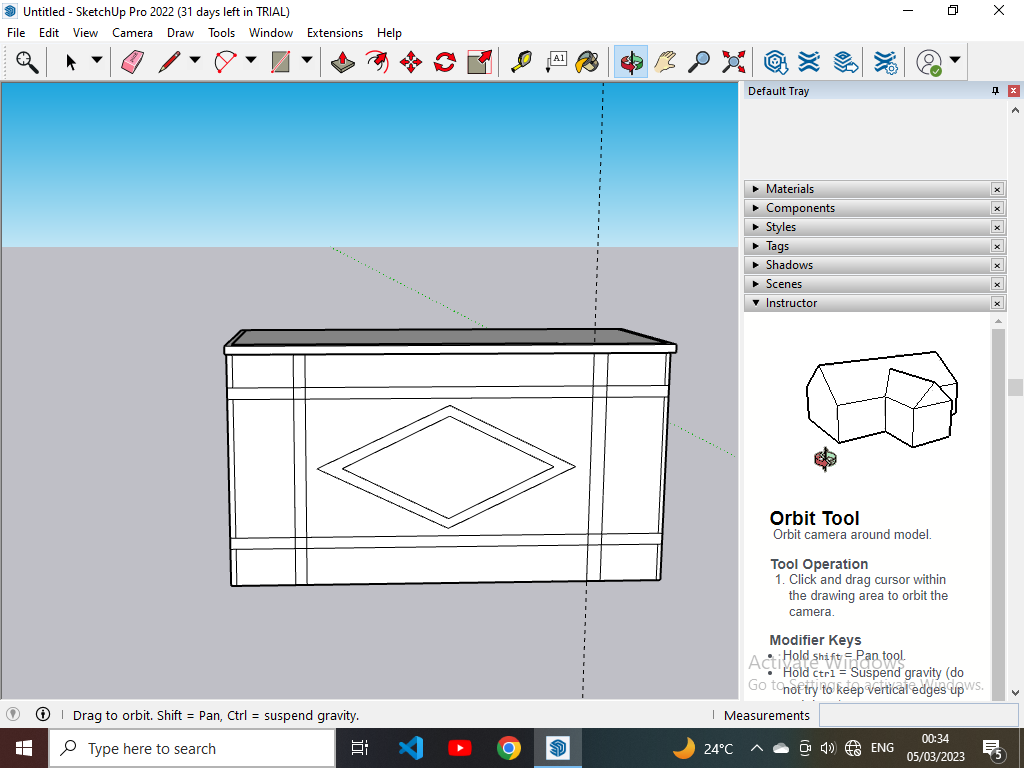 Untitled - SketchUp Pro 2022 (31 days left in TRIAL)
File Edit View Camera Draw Tools Window Extensions Help
A1
Default Tray
Materials
Components
Styles
Tags
Shadows
Scenes
Instructor
Orbit Tool
Orbit camera around model.
Tool Operation
1. Click and drag cursor within
the drawing area to orbit the
camera.
Modifier Keys
• Hold shift = Pan tool.
• Hold ctrl = Suspend gravity (do
not try to keep vertical edges up
Activate Windows
Go to Settings to activate Windows.
Drag to orbit. Shift = Pan, Ctrl = suspend gravity.
Measurements
Type here to search
24°C
ENG
00:34
05/03/2023
5